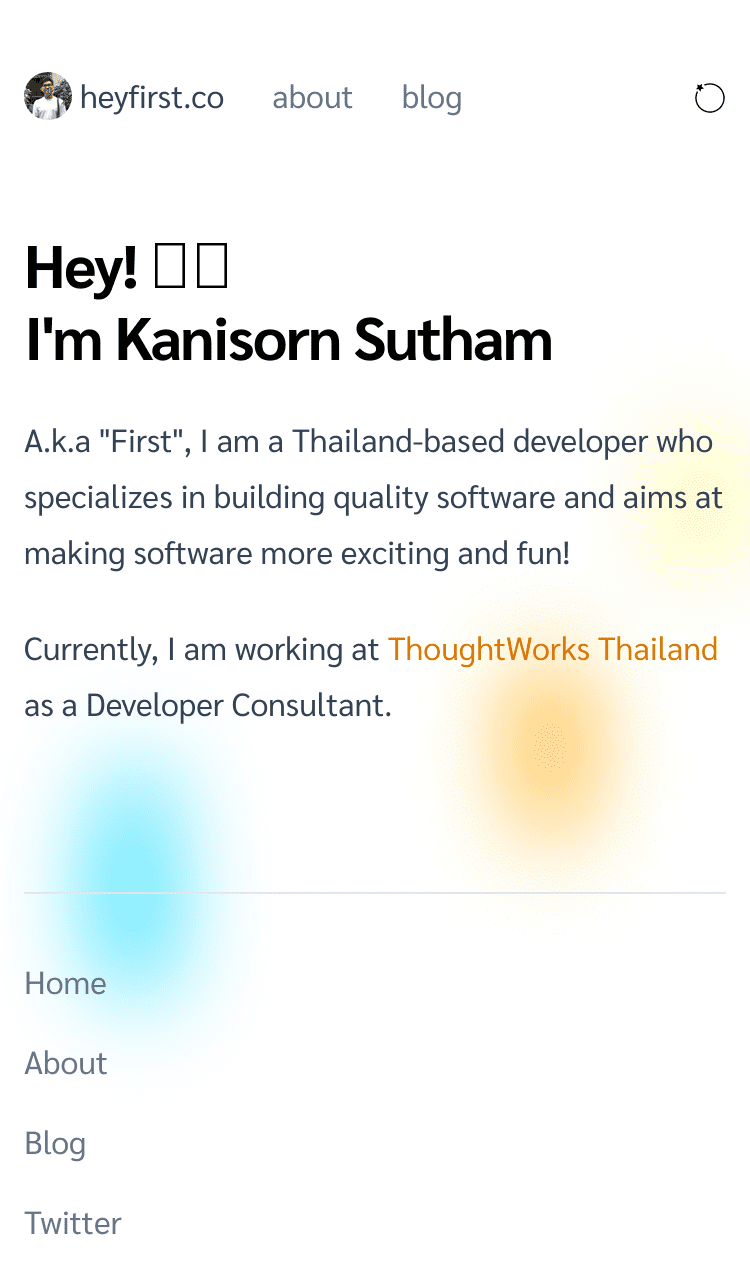 heyfirst.co about blog
Hey!
I'm Kanisorn Sutham
A.k.a "First", I am a Thailand-based developer who
specializes in building quality software and aims at
making software more exciting and fun!
Currently, I am working at ThoughtWorks Thailand
as a Developer Consultant.
Home
About
Blog
Twitter